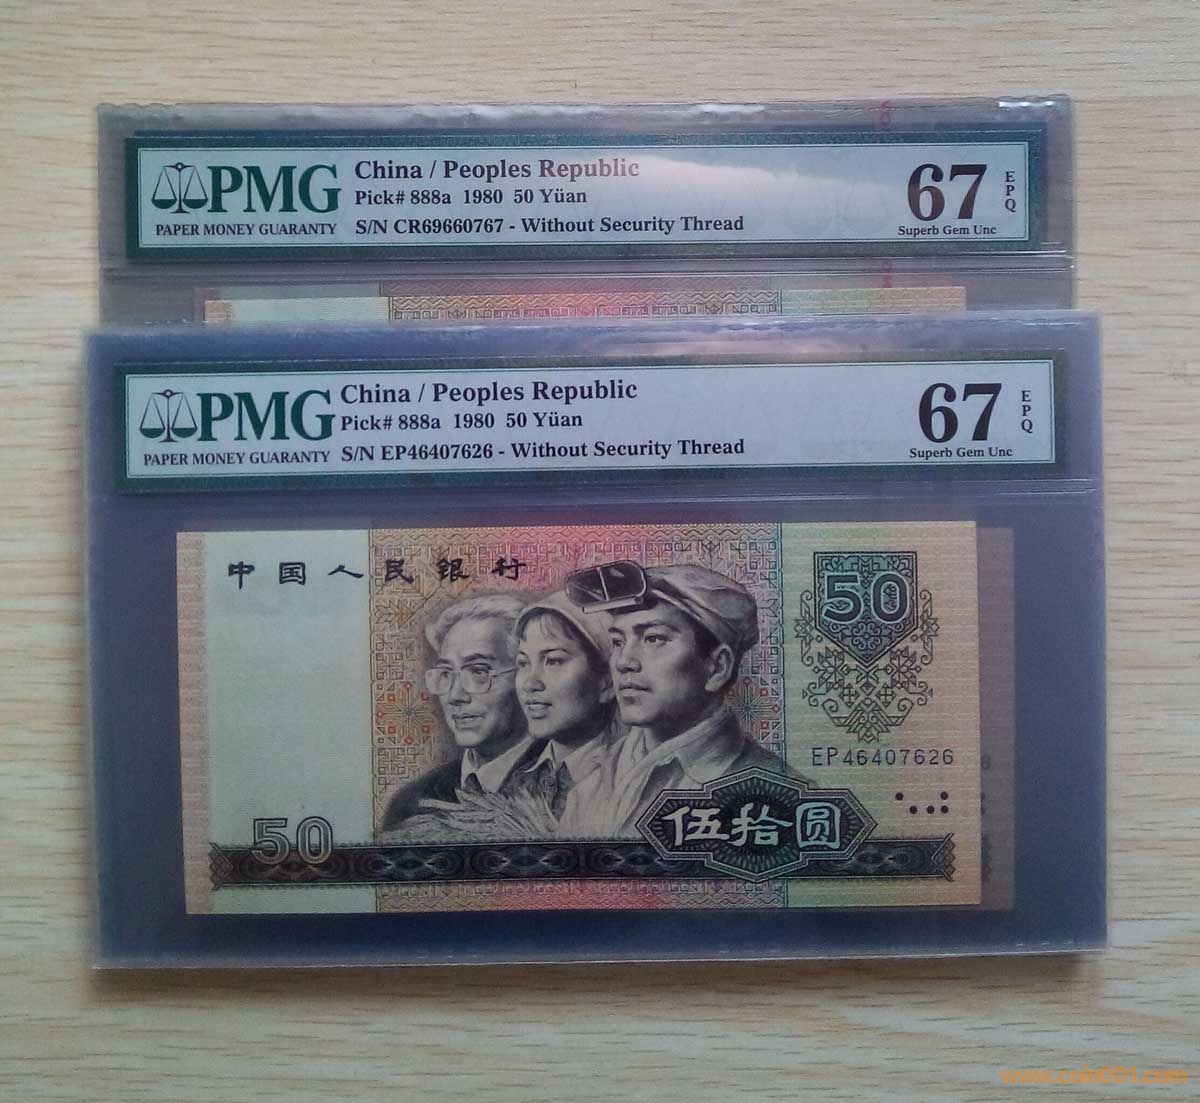 PMG
PAPER MONEY GUARANTY
China / Peoples Republic
Pick# 888a 1980 50 Yüan
S/N CR69660767 - Without Security Thread
67
EPQ
Superb Gem Unc
PMG
PAPER MONEY GUARANTY
China / Peoples Republic
Pick# 888a 1980 50 Yüan
S/N EP46407626 - Without Security Thread
67
EPQ
Superb Gem Unc
中国人民银行
50
EP46407626
伍拾圆
50
www.coin001.com